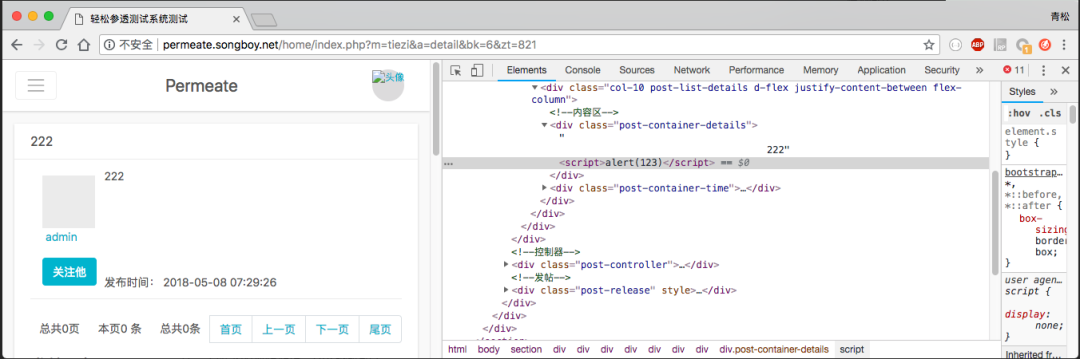 轻松参透测试系统测试
青松
不安全 permeate.songboy.net/home/index.php?m=tiezi&a=detail&bk=6&zt=821
ABP
1
Permeate
头像
222
222
admin
关注他
发布时间： 2018-05-08 07:29:26
总共0页 本页0 条 总共0条 首页 上一页 下一页 尾页
Elements Console Sources Network Performance Memory Application Security » 11
<div class="col-10 post-list-details d-flex justify-content-between flex-
column">
<!--内容区-->
<div class="post-container-details">
"
222"
… <script>alert(123)</script> == $0
</div>
<div class="post-container-time">…</div>
</div>
</div>
</div>
</div>
<!--控制器-->
<div class="post-controller">…</div>
<!--发帖-->
<div class="post-release" style>…</div>
</div>
</div>
html body section div div div div div div div div.post-container-details script
Styles »
:hov .cls
element.s
tyle {
}
bootstrap…
*,
*::before,
*::after {
box-
sizing
border
box;
}
user agen…
script {
display:
none;
}
Inherited fr…